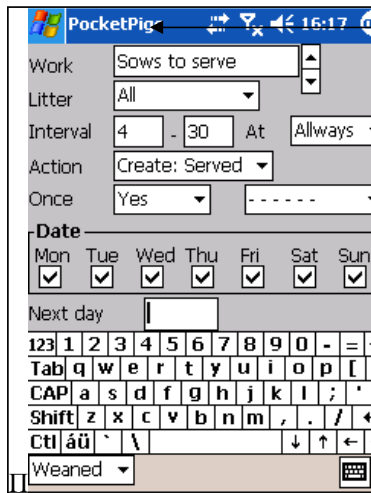 PocketPigs 16:17
Work Sows to serve
Litter All
Interval 4 - 30 At Allways
Action Create: Served
Once Yes - - - - - -
Date
Mon Tue Wed Thu Fri Sat Sun
Next day
123 1 2 3 4 5 6 7 8 9 0 - =
Tab q w e r t y u i o p [
CAP a s d f g h j k l ; '
Shift z x c v b n m , . /
Ctl áü ` \ ↓ ↑ ←
П Weaned